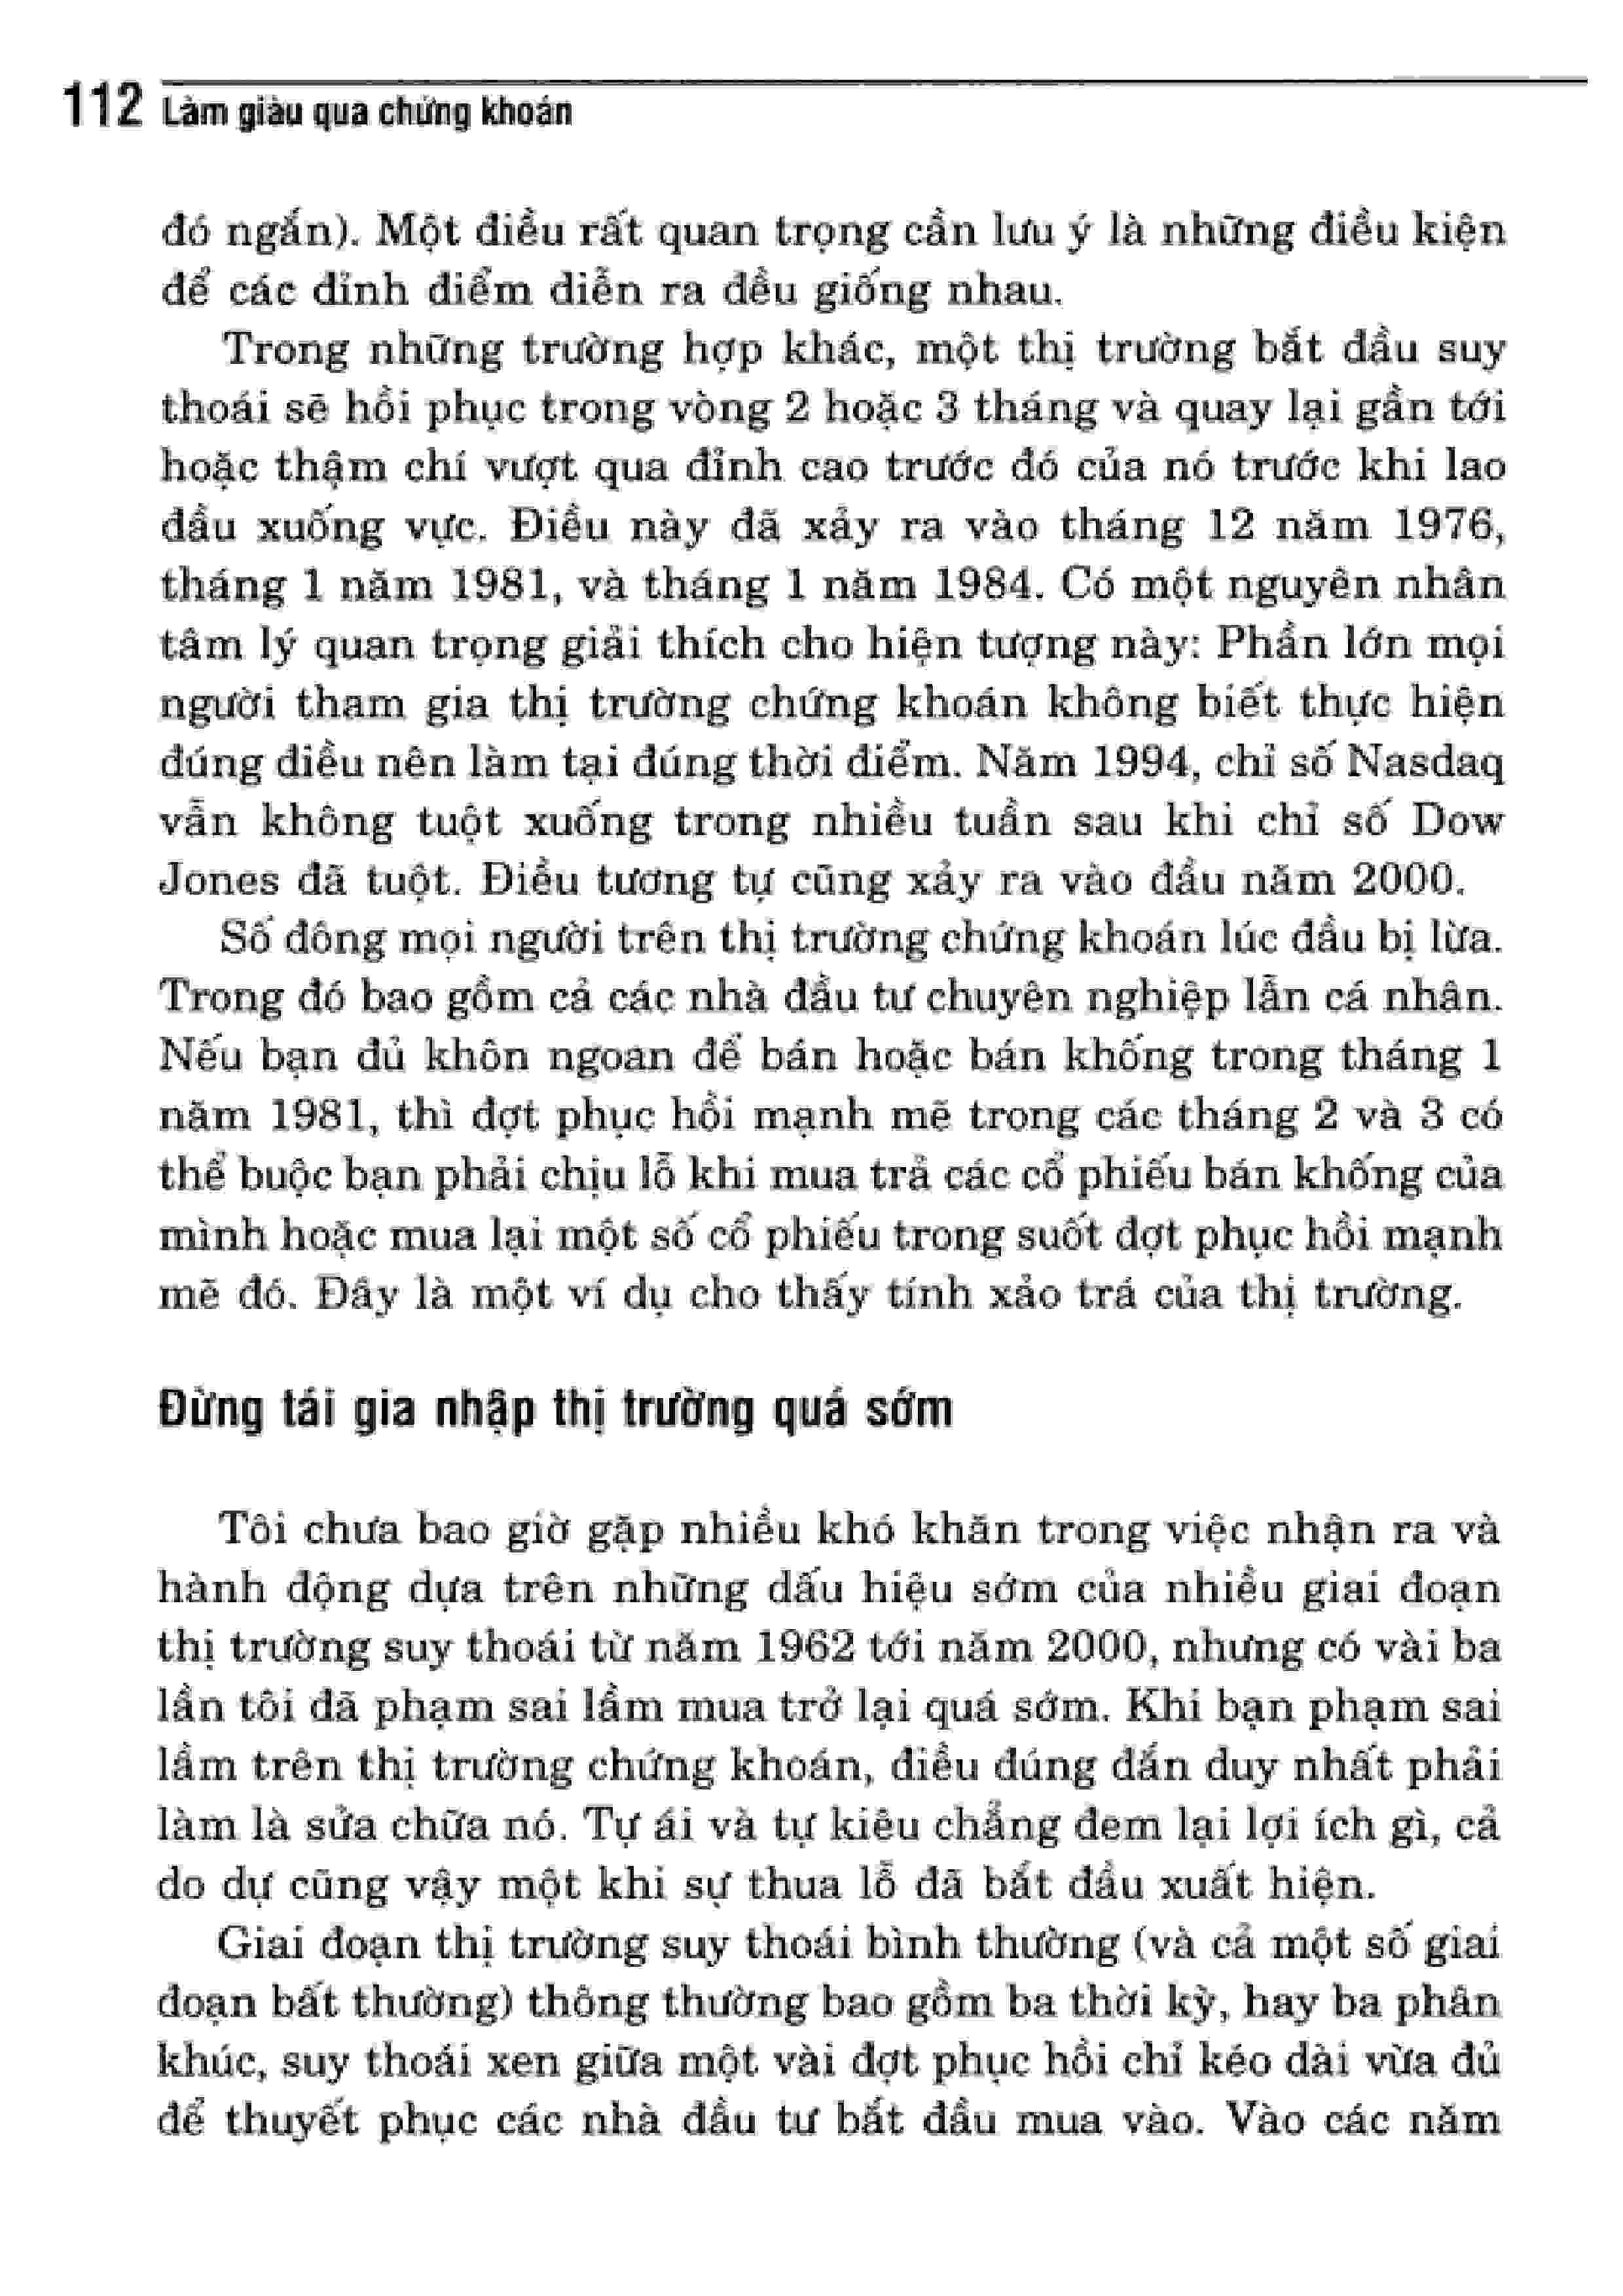 112 Làm giàu qua chứng khoán
đó ngắn). Một điều rất quan trọng cần lưu ý là những điều kiện
để các đỉnh điểm diễn ra đều giống nhau.
Trong những trường hợp khác, một thị trường bắt đầu suy
thoái sẽ hồi phục trong vòng 2 hoặc 3 tháng và quay lại gần tới
hoặc thậm chí vượt qua đỉnh cao trước đó của nó trước khi lao
đầu xuống vực. Điều này đã xảy ra vào tháng 12 năm 1976,
tháng 1 năm 1981, và tháng 1 năm 1984. Có một nguyên nhân
tâm lý quan trọng giải thích cho hiện tượng này: Phần lớn mọi
người tham gia thị trường chứng khoán không biết thực hiện
đúng điều nên làm tại đúng thời điểm. Năm 1994, chỉ số Nasdaq
vẫn không tuột xuống trong nhiều tuần sau khi chỉ số Dow
Jones đã tuột. Điều tương tự cũng xảy ra vào đầu năm 2000.
Số đông mọi người trên thị trường chứng khoán lúc đầu bị lừa.
Trong đó bao gồm cả các nhà đầu tư chuyên nghiệp lẫn cá nhân.
Nếu bạn đủ khôn ngoan để bán hoặc bán khống trong tháng 1
năm 1981, thì đợt phục hồi mạnh mẽ trong các tháng 2 và 3 có
thể buộc bạn phải chịu lỗ khi mua trả các cổ phiếu bán khống của
mình hoặc mua lại một số cổ phiếu trong suốt đợt phục hồi mạnh
mẽ đó. Đây là một ví dụ cho thấy tính xảo trá của thị trường.
Đừng tái gia nhập thị trường quá sớm
Tôi chưa bao giờ gặp nhiều khó khăn trong việc nhận ra và
hành động dựa trên những dấu hiệu sớm của nhiều giai đoạn
thị trường suy thoái từ năm 1962 tới năm 2000, nhưng có vài ba
lần tôi đã phạm sai lầm mua trở lại quá sớm. Khi bạn phạm sai
lầm trên thị trường chứng khoán, điều đúng đắn duy nhất phải
làm là sửa chữa nó. Tự ái và tự kiêu chẳng đem lại lợi ích gì, cả
do dự cũng vậy một khi sự thua lỗ đã bắt đầu xuất hiện.
Giai đoạn thị trường suy thoái bình thường (và cả một số giai
đoạn bất thường) thông thường bao gồm ba thời kỳ, hay ba phân
khúc, suy thoái xen giữa một vài đợt phục hồi chỉ kéo dài vừa đủ
để thuyết phục các nhà đầu tư bắt đầu mua vào. Vào các năm